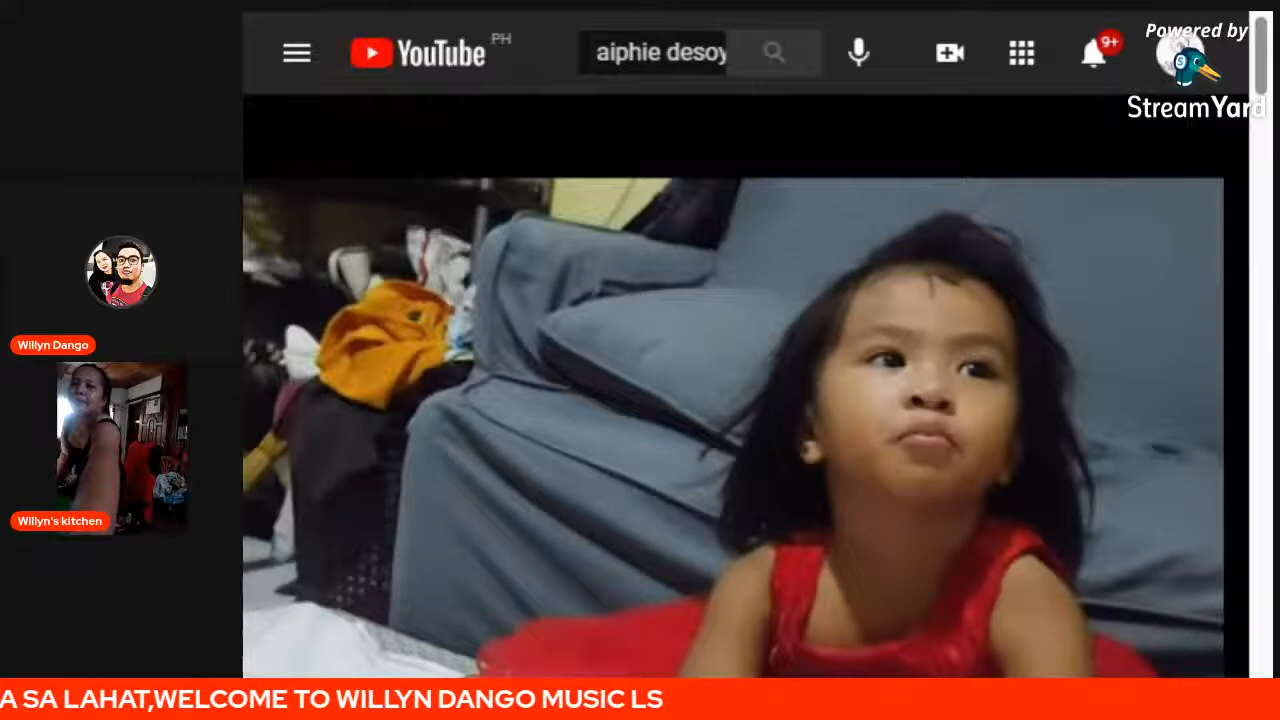 Powered by
YouTube PH
aiphie desoy
9+
StreamYard
Willyn Dango
Willyn's kitchen
A SA LAHAT,WELCOME TO WILLYN DANGO MUSIC LS